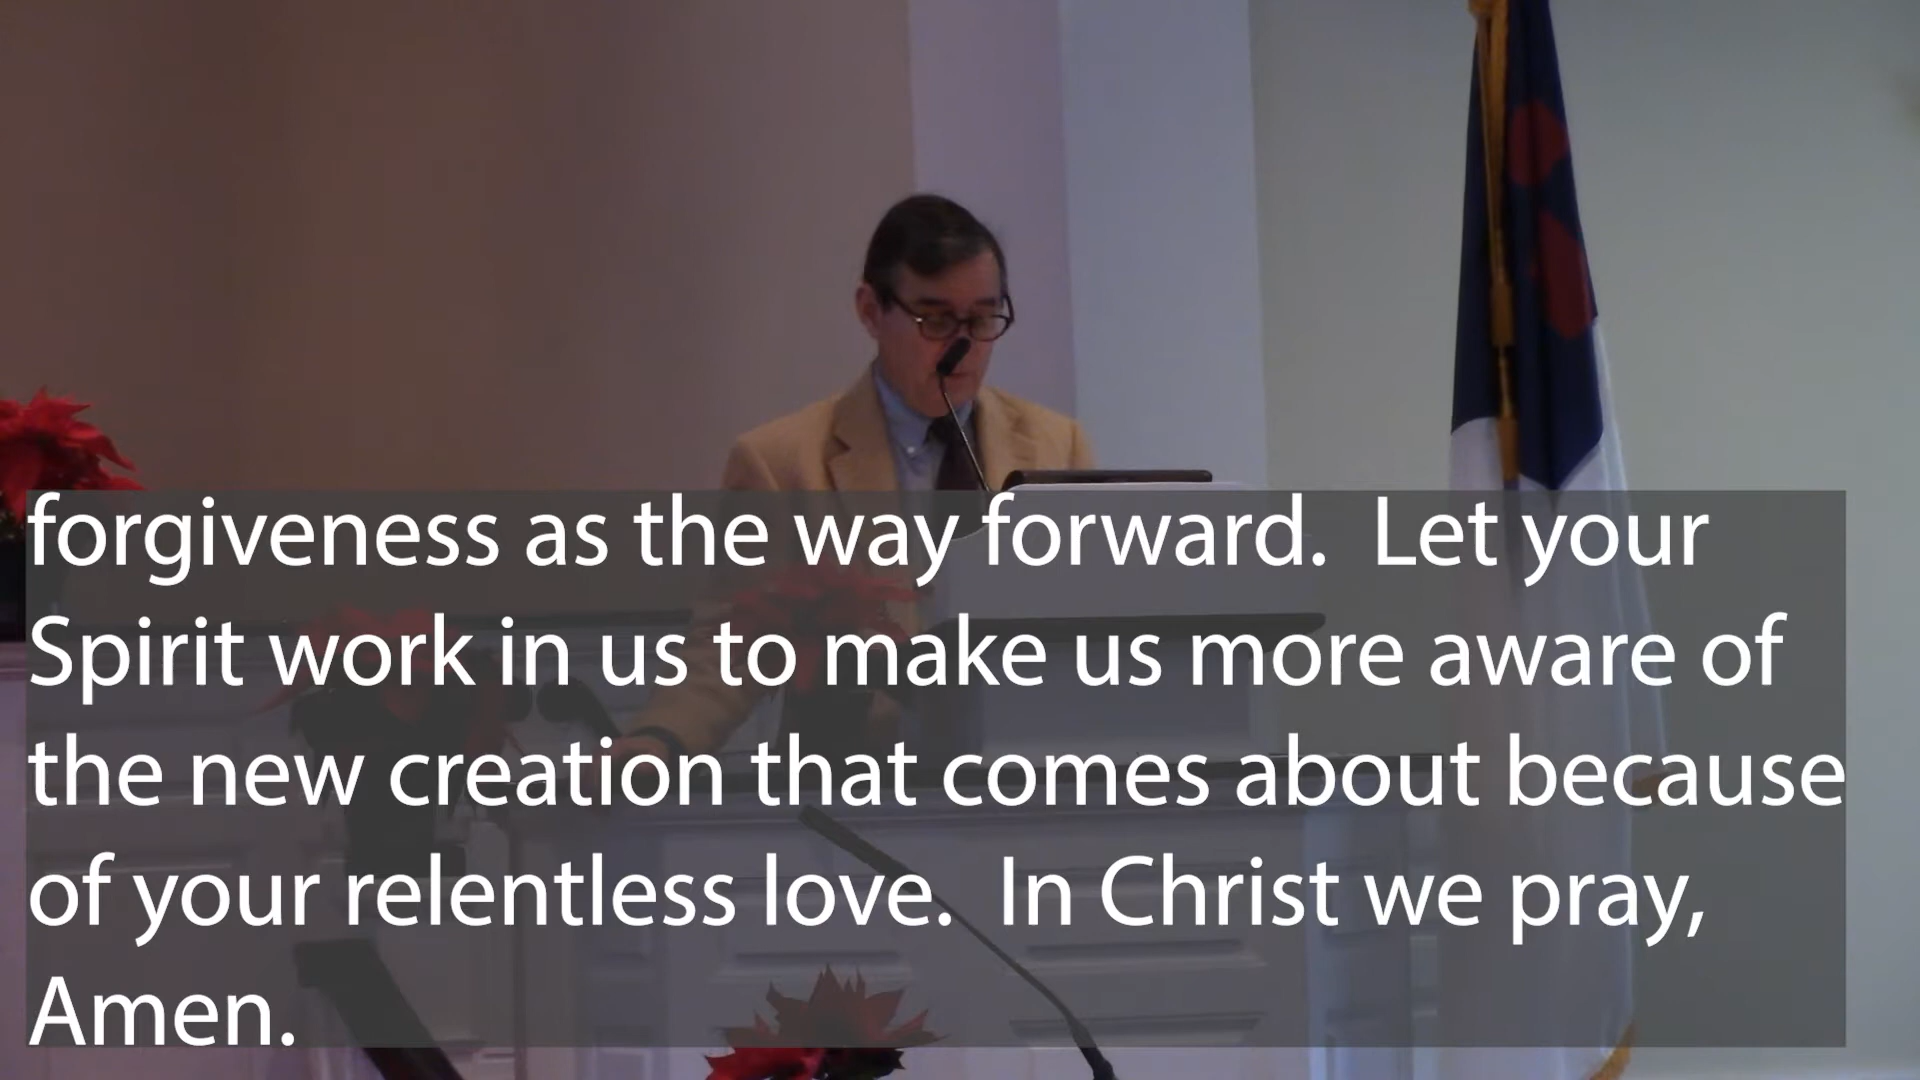 forgiveness as the way forward.  Let your
Spirit work in us to make us more aware of
the new creation that comes about because
of your relentless love.  In Christ we pray,
Amen.